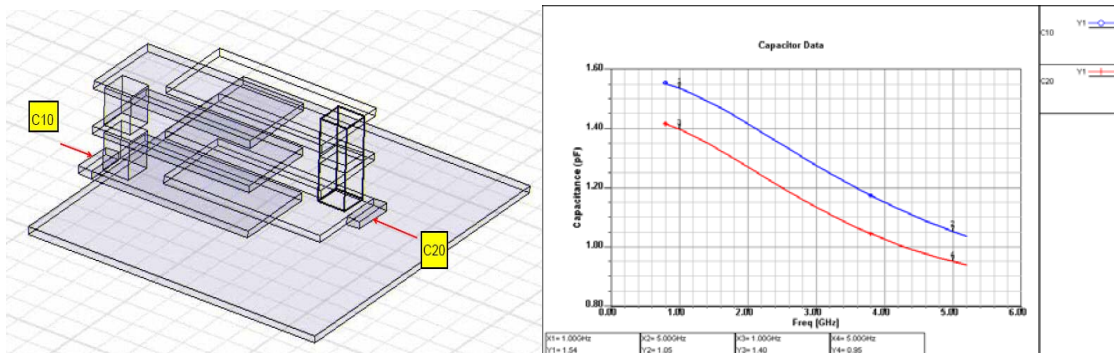 C10
C20
Capacitor Data
Y1
C10
Y1
C20
1.60
1.40
1.20
1.00
0.80
Capacitance (pF)
0.00
1.00
2.00
3.00
4.00
5.00
6.00
Freq [GHz]
X1= 1.00GHz
Y1= 1.54
X2= 5.00GHz
Y2= 1.05
X3= 1.00GHz
Y3= 1.40
X4= 5.00GHz
Y4= 0.95